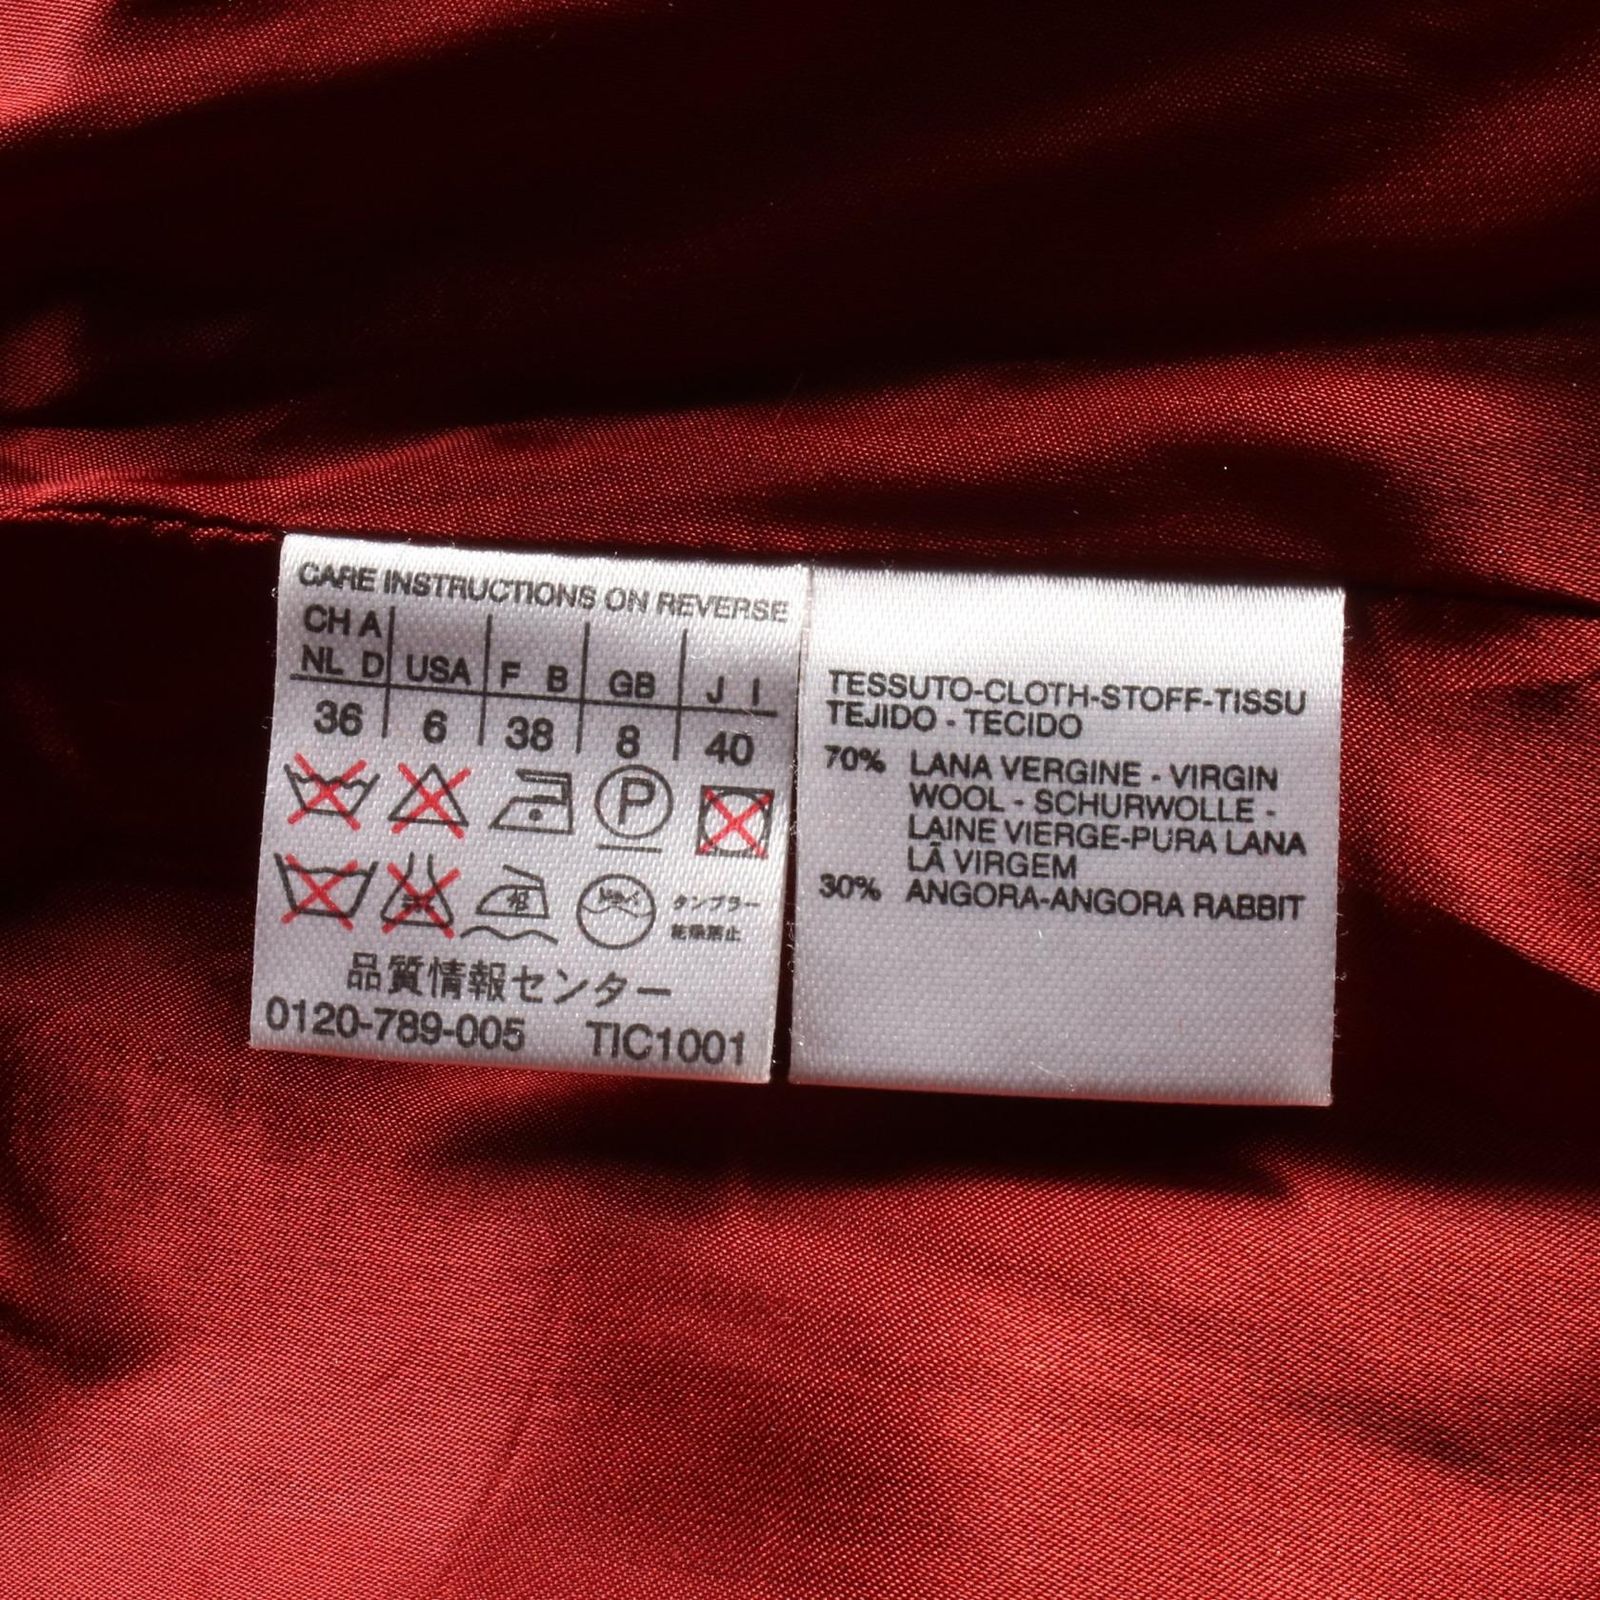 CARE INSTRUCTIONS ON REVERSE
CH A
NL D USA F B GB J I
36 6 38 8 40
P
タンブラー
乾燥禁止
品質情報センター
0120-789-005 TIC1001
TESSUTO-CLOTH-STOFF-TISSU
TEJIDO - TECIDO
70% LANA VERGINE - VIRGIN
WOOL - SCHURWOLLE -
LAINE VIERGE-PURA LANA
LÃ VIRGEM
30% ANGORA-ANGORA RABBIT